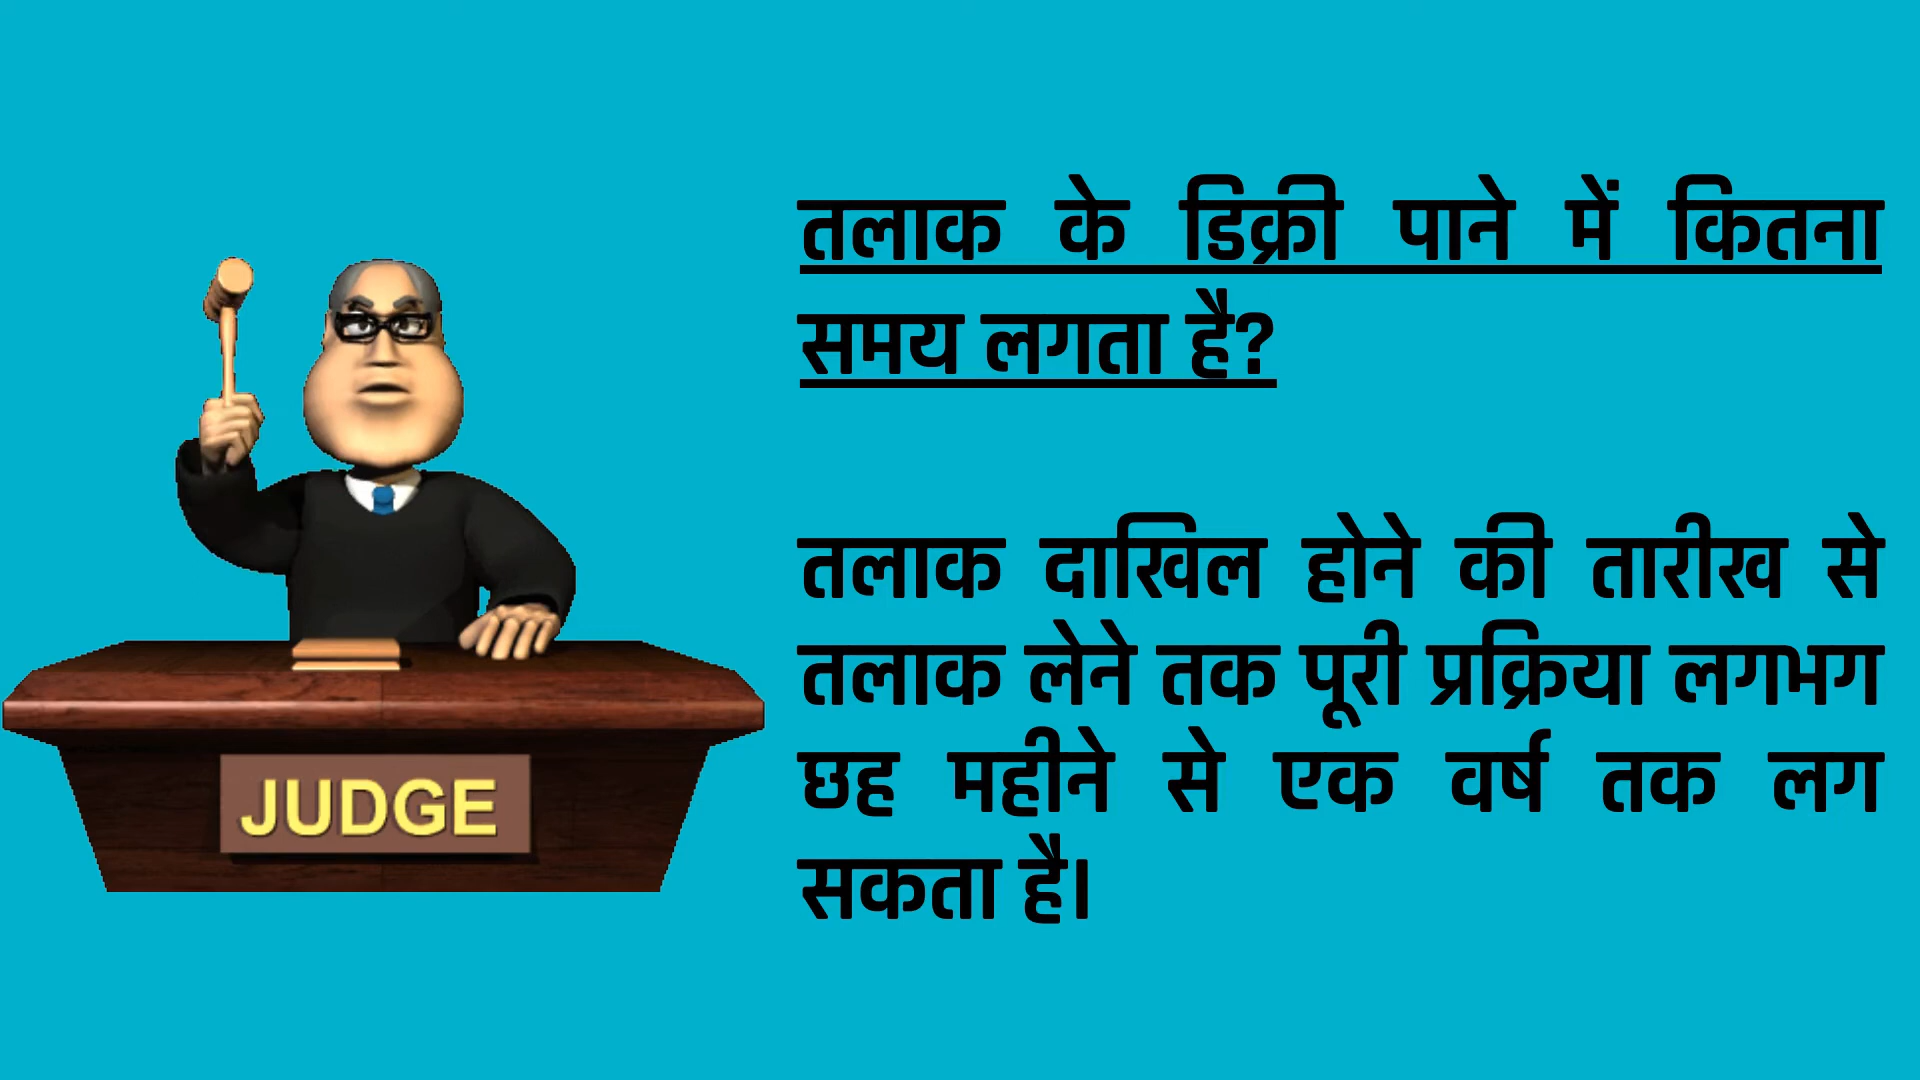 तलाक के डिक्री पाने में कितना
समय लगता है?
तलाक दाखिल होने की तारीख से
तलाक लेने तक पूरी प्रक्रिया लगभग
छह महीने से एक वर्ष तक लग
सकता है।
JUDGE